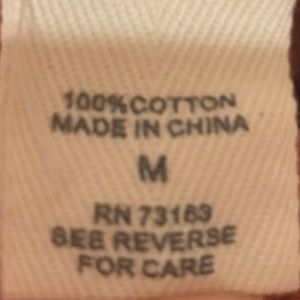 100%COTTON
MADE IN CHINA
M
RN 73163
SEE REVERSE
FOR CARE